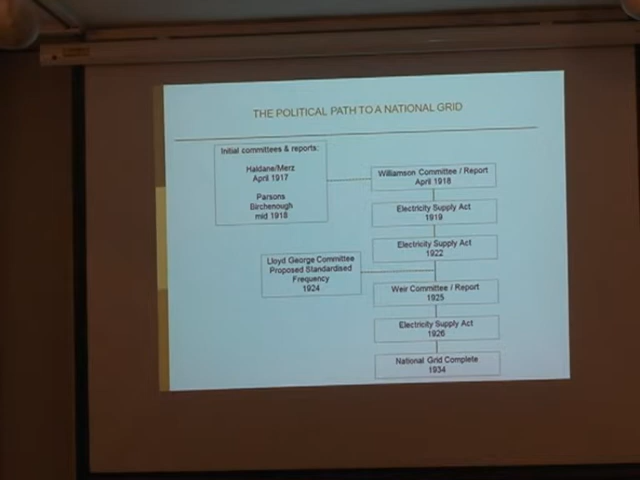 THE POLITICAL PATH TO A NATIONAL GRID
Initial committees & reports:
Haldane/Merz
April 1917
Parsons
Birchenough
mid 1918
Williamson Committee / Report
April 1918
Electricity Supply Act
1919
Electricity Supply Act
1922
Lloyd George Committee
Proposed Standardised
Frequency
1924
Weir Committee / Report
1925
Electricity Supply Act
1926
National Grid Complete
1934